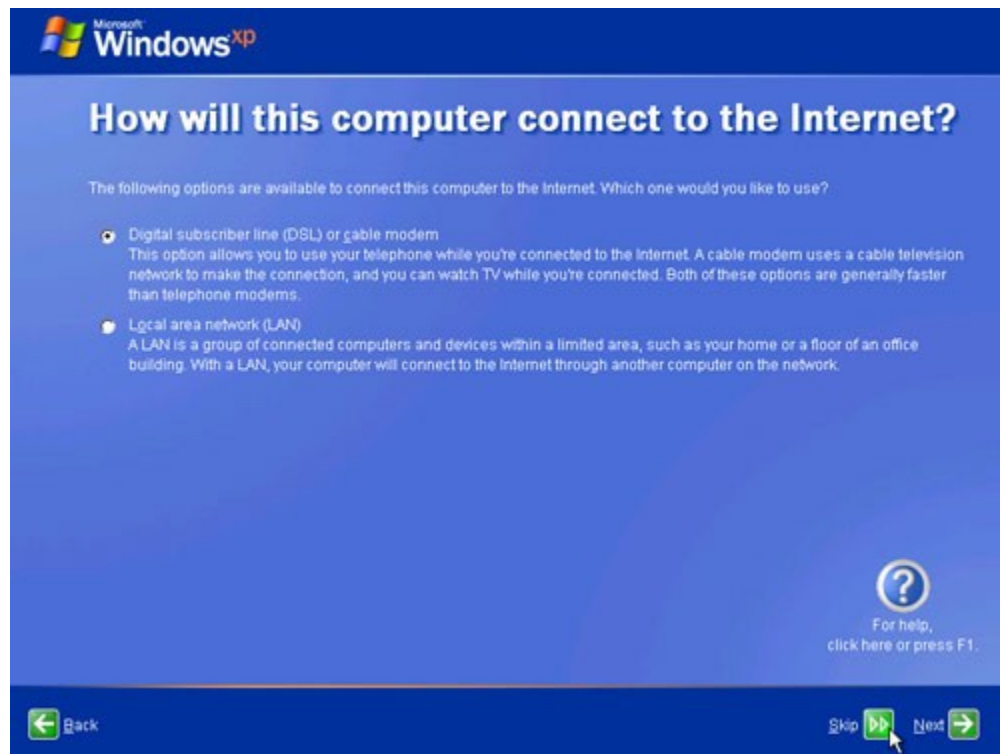 Microsoft
Windows xp
How will this computer connect to the Internet?
The following options are available to connect this computer to the Internet. Which one would you like to use?
Digital subscriber line (DSL) or cable modem
This option allows you to use your telephone while you're connected to the Internet. A cable modem uses a cable television
network to make the connection, and you can watch TV while you're connected. Both of these options are generally faster
than telephone modems.
Local area network (LAN)
A LAN is a group of connected computers and devices within a limited area, such as your home or a floor of an office
building. With a LAN, your computer will connect to the Internet through another computer on the network.
?
For help,
click here or press F1.
Back
Skip
Next